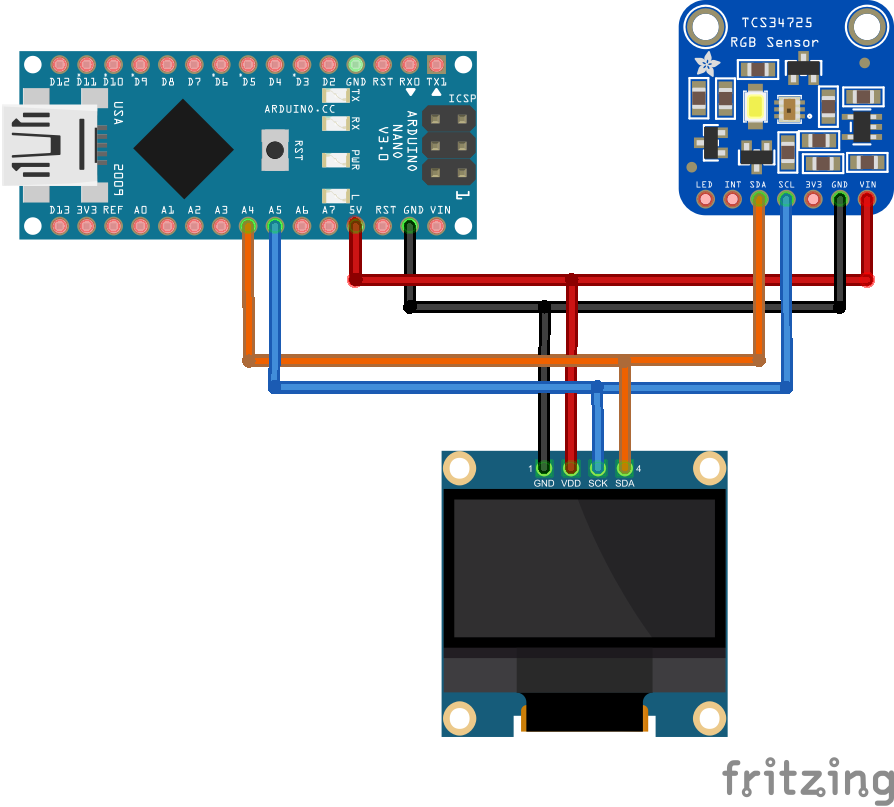 TCS34725
RGB Sensor
D12 D11 D10 D9 D8 D7 D6 D5 D4 D3 D2 GND RST RX0 TX1
TX
RX
PWR
L
ICSP
ARDUINO.CC
ARDUINO
NANO
V3.0
RST
USA
2009
1
D13 3V3 REF A0 A1 A2 A3 A4 A5 A6 A7 5V RST GND VIN
LED INT SDA SCL 3V3 GND VIN
1 4
GND VDD SCK SDA
fritzing